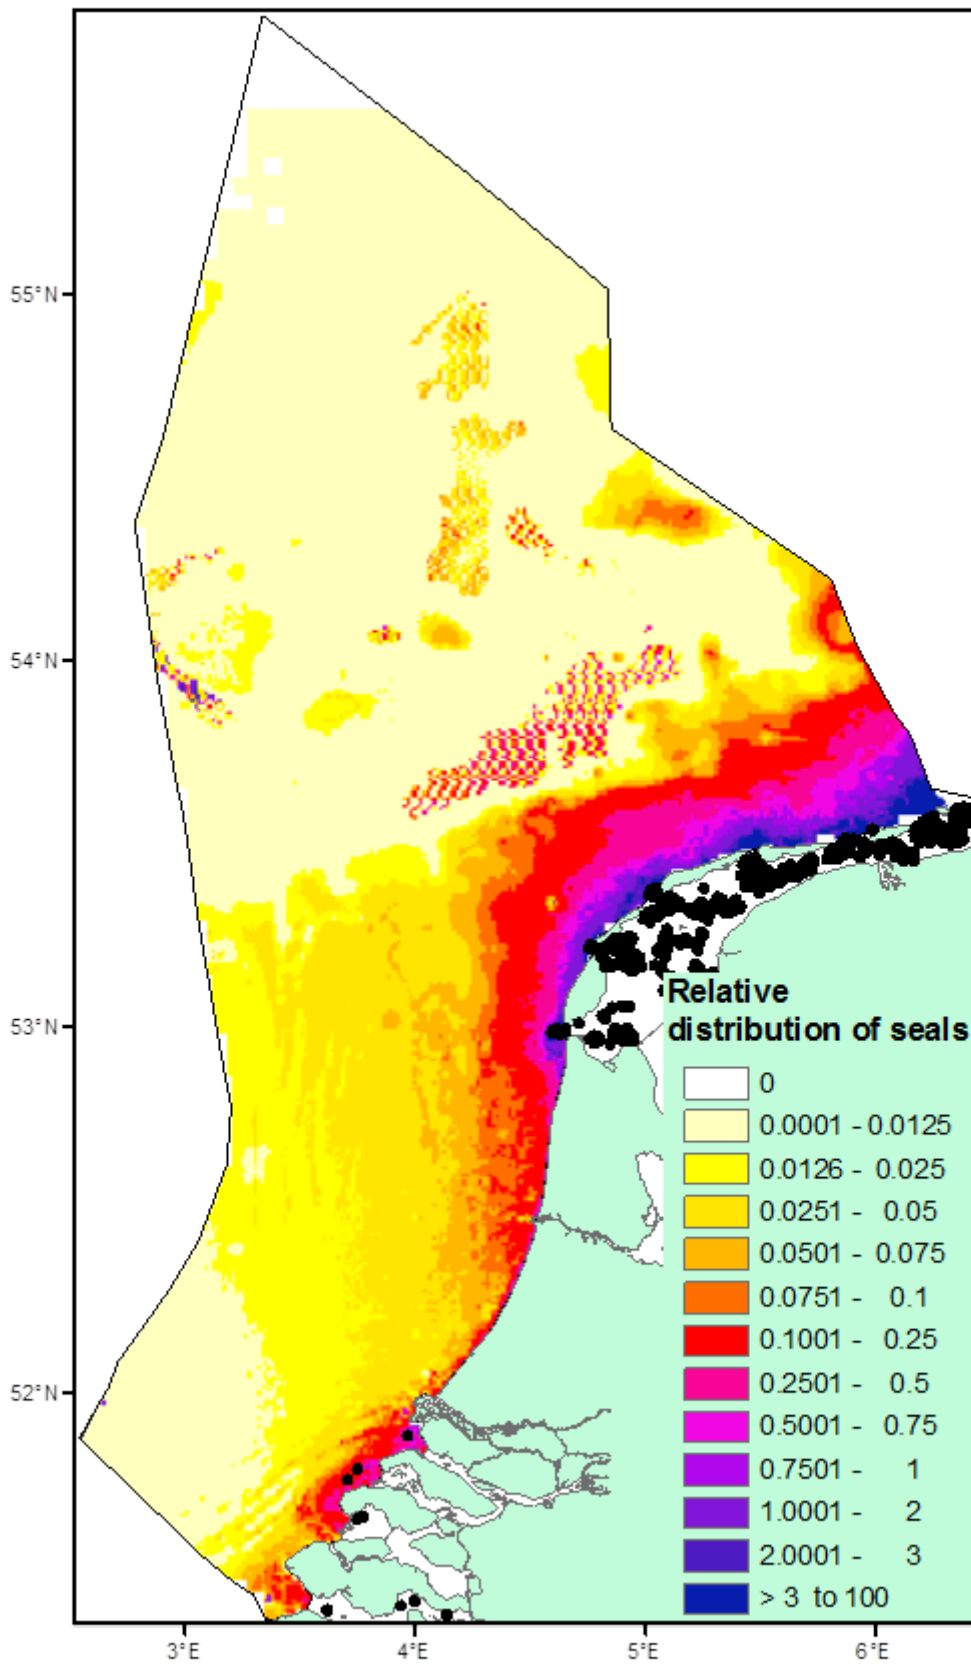 55°N
54°N
53°N
52°N
Relative
distribution of seals
0
0.0001 - 0.0125
0.0126 - 0.025
0.0251 - 0.05
0.0501 - 0.075
0.0751 - 0.1
0.1001 - 0.25
0.2501 - 0.5
0.5001 - 0.75
0.7501 - 1
1.0001 - 2
2.0001 - 3
> 3 to 100
3°E 4°E 5°E 6°E